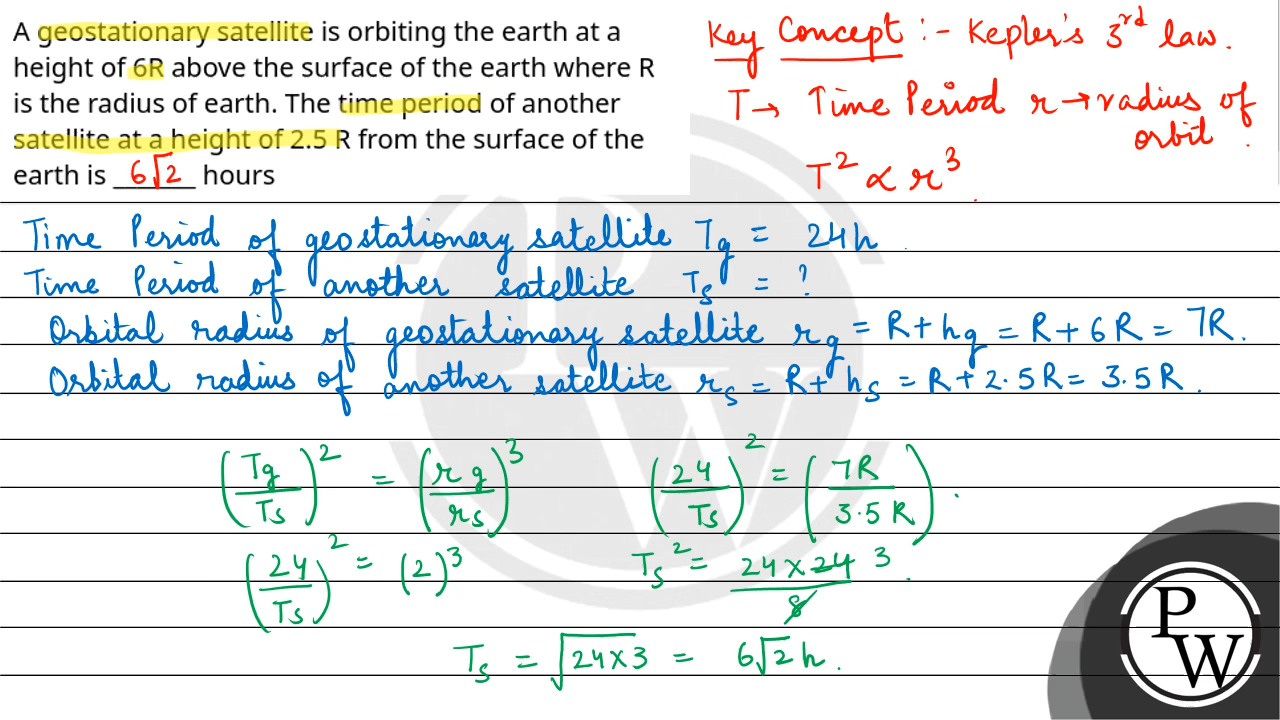 A geostationary satellite is orbiting the earth at a
height of 6R above the surface of the earth where R
is the radius of earth. The time period of another
satellite at a height of 2.5 R from the surface of the
earth is 6√2 hours
Key Concept :- Kepler's 3rd law.
T → Time Period r → radius of
orbit.
T² ∝ r³
Time Period of geostationary satellite Tg = 24h
Time Period of another satellite Ts = ?
Orbital radius of geostationary satellite rg = R + hg = R + 6R = 7R.
Orbital radius of another satellite rs = R + hs = R + 2.5R = 3.5R.
(Tg/Ts)² = (rg/rs)³ (24/Ts)² = (7R/3.5R).
(24/Ts)² = (2)³ Ts² = 24×24/8 3.
Ts = √24×3 = 6√2 h.
PW